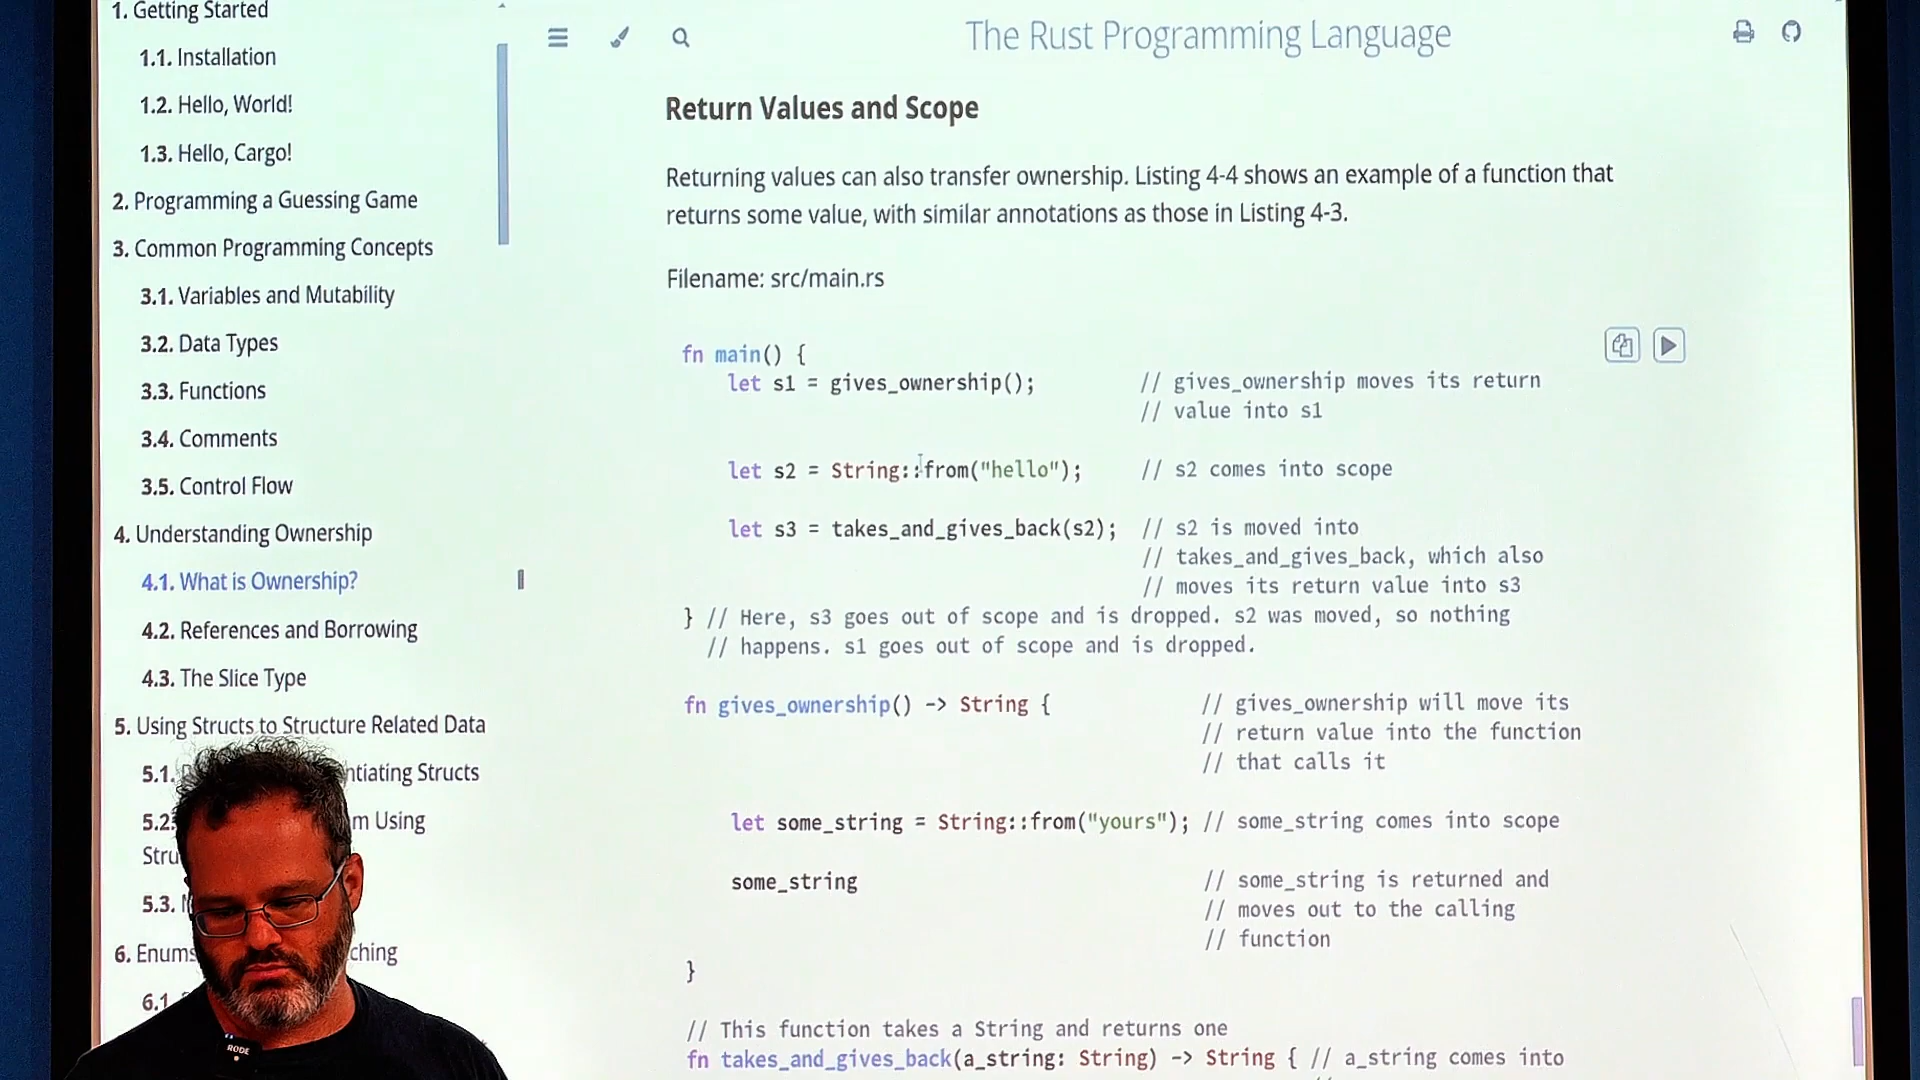 1. Getting Started
1.1. Installation
1.2. Hello, World!
1.3. Hello, Cargo!
2. Programming a Guessing Game
3. Common Programming Concepts
3.1. Variables and Mutability
3.2. Data Types
3.3. Functions
3.4. Comments
3.5. Control Flow
4. Understanding Ownership
4.1. What is Ownership?
4.2. References and Borrowing
4.3. The Slice Type
5. Using Structs to Structure Related Data
5.1. ntiating Structs
5.2 m Using
Stru
5.3.
6. Enums ching
6.1
The Rust Programming Language
Return Values and Scope
Returning values can also transfer ownership. Listing 4-4 shows an example of a function that
returns some value, with similar annotations as those in Listing 4-3.
Filename: src/main.rs
fn main() {
let s1 = gives_ownership(); // gives_ownership moves its return
// value into s1
let s2 = String::from("hello"); // s2 comes into scope
let s3 = takes_and_gives_back(s2); // s2 is moved into
// takes_and_gives_back, which also
// moves its return value into s3
} // Here, s3 goes out of scope and is dropped. s2 was moved, so nothing
// happens. s1 goes out of scope and is dropped.
fn gives_ownership() -> String { // gives_ownership will move its
// return value into the function
// that calls it
let some_string = String::from("yours"); // some_string comes into scope
some_string // some_string is returned and
// moves out to the calling
// function
}
// This function takes a String and returns one
fn takes_and_gives_back(a_string: String) -> String { // a_string comes into
RODE